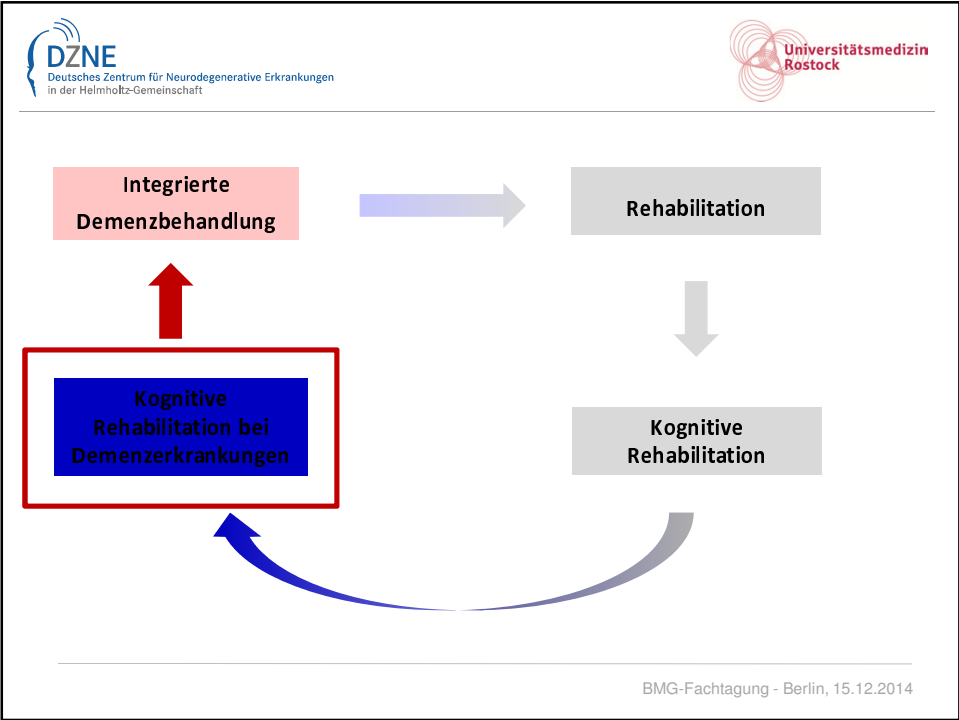 DZNE
Deutsches Zentrum für Neurodegenerative Erkrankungen
in der Helmholtz-Gemeinschaft
Universitätsmedizin
Rostock
Integrierte
Demenzbehandlung
Rehabilitation
Kognitive
Rehabilitation bei
Demenzerkrankungen
Kognitive
Rehabilitation
BMG-Fachtagung - Berlin, 15.12.2014